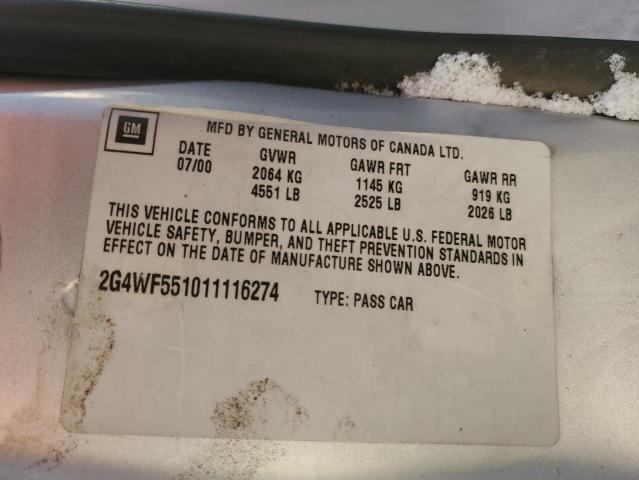 GM
MFD BY GENERAL MOTORS OF CANADA LTD.
DATE GVWR GAWR FRT GAWR RR
07/00 2064 KG 1145 KG 919 KG
4551 LB 2525 LB 2026 LB
THIS VEHICLE CONFORMS TO ALL APPLICABLE U.S. FEDERAL MOTOR
VEHICLE SAFETY, BUMPER, AND THEFT PREVENTION STANDARDS IN
EFFECT ON THE DATE OF MANUFACTURE SHOWN ABOVE.
2G4WF551011116274 TYPE: PASS CAR